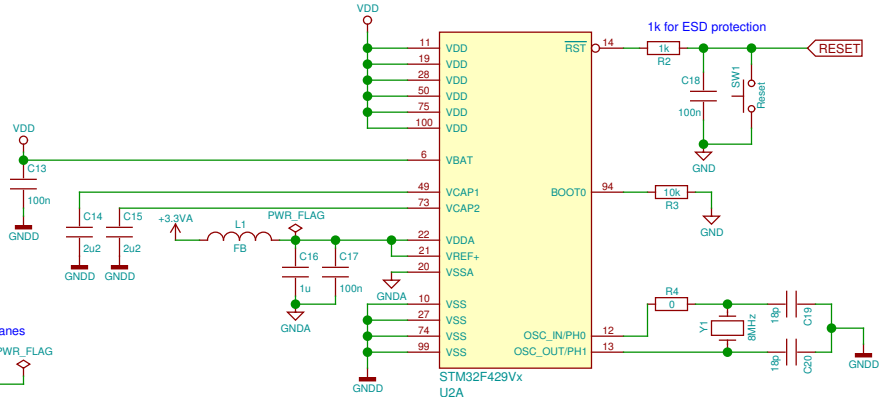 VDD
1k for ESD protection
11 VDD
RST 14
1k
R2
RESET
19 VDD
28 VDD
50 VDD
75 VDD
100 VDD
C18
100n
SW1
Reset
GND
VDD
6 VBAT
C13
100n
GNDD
49 VCAP1
BOOT0 94
10k
R3
GND
73 VCAP2
C14
2u2
GNDD
C15
2u2
GNDD
+3.3VA
L1
FB
PWR_FLAG
22 VDDA
21 VREF+
20 VSSA
C16
1u
C17
100n
GNDA
GNDA
10 VSS
27 VSS
74 VSS
99 VSS
GNDD
R4
0
OSC_IN/PH0 12
OSC_OUT/PH1 13
Y1
8MHz
18p
C19
18p
C20
GNDD
anes
PWR_FLAG
STM32F429Vx
U2A